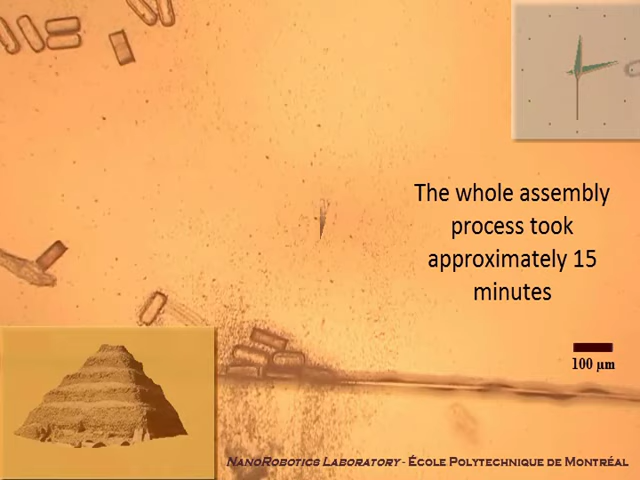 The whole assembly
process took
approximately 15
minutes
100 µm
NanoRobotics Laboratory - École Polytechnique de Montréal